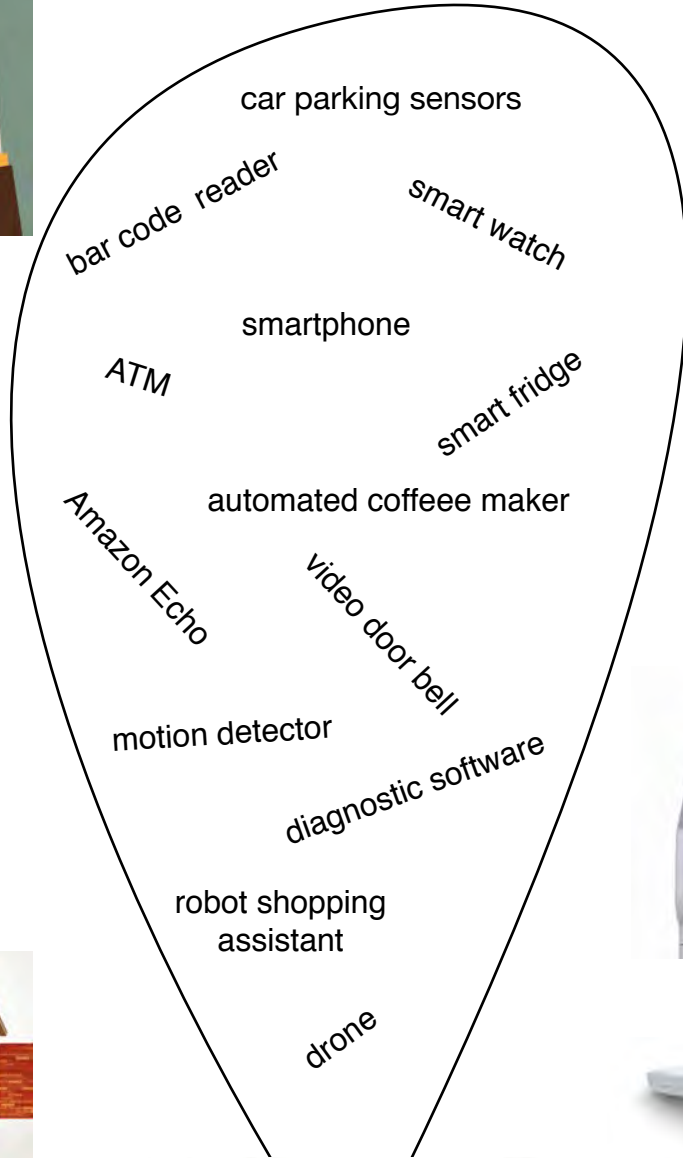 car parking sensors
bar code reader
smart watch
smartphone
ATM
smart fridge
automated coffeee maker
Amazon Echo
video door bell
motion detector
diagnostic software
robot shopping
assistant
drone